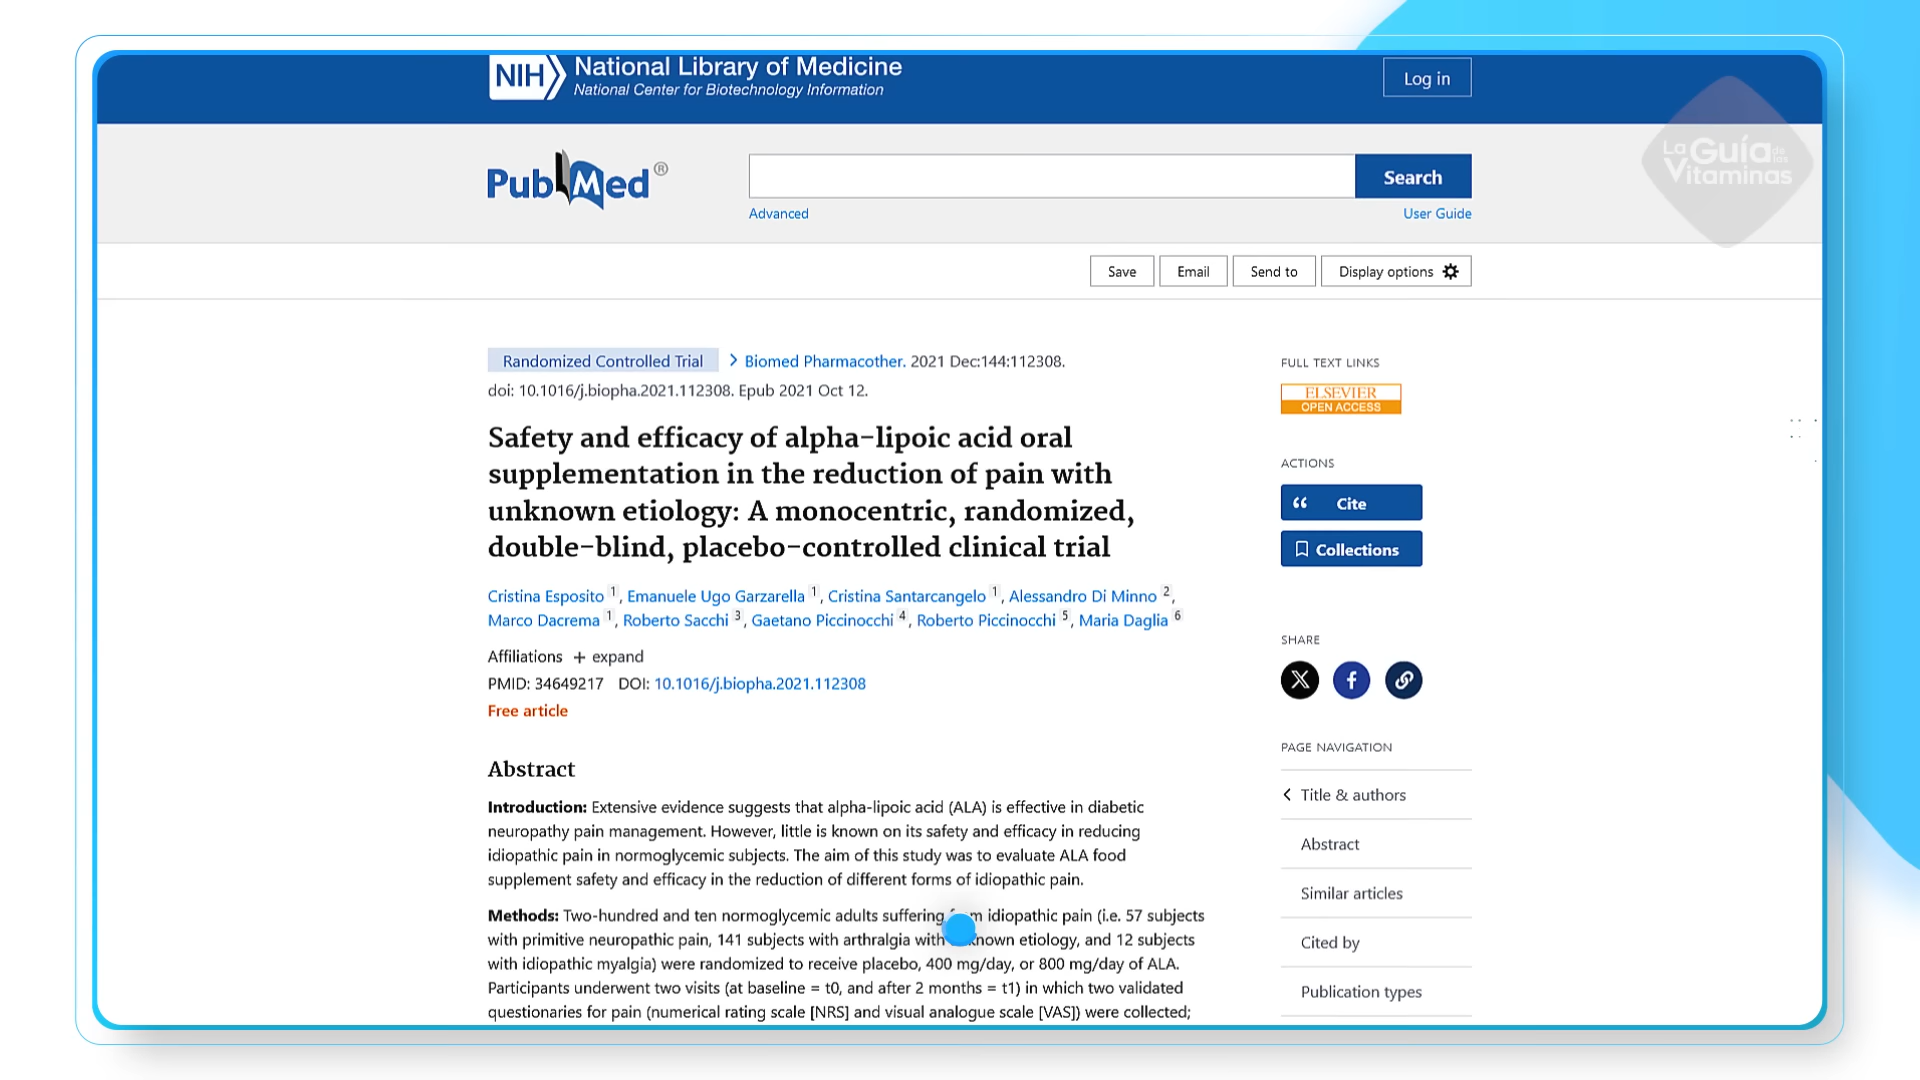 NIH National Library of Medicine
National Center for Biotechnology Information
Log in
PubMed®
Search
Advanced
User Guide
La Guía de las Vitaminas
Save
Email
Send to
Display options
Randomized Controlled Trial
Biomed Pharmacother. 2021 Dec:144:112308.
doi: 10.1016/j.biopha.2021.112308. Epub 2021 Oct 12.
Safety and efficacy of alpha-lipoic acid oral
supplementation in the reduction of pain with
unknown etiology: A monocentric, randomized,
double-blind, placebo-controlled clinical trial
Cristina Esposito 1, Emanuele Ugo Garzarella 1, Cristina Santarcangelo 1, Alessandro Di Minno 2,
Marco Dacrema 1, Roberto Sacchi 3, Gaetano Piccinocchi 4, Roberto Piccinocchi 5, Maria Daglia 6
Affiliations + expand
PMID: 34649217 DOI: 10.1016/j.biopha.2021.112308
Free article
Abstract
Introduction: Extensive evidence suggests that alpha-lipoic acid (ALA) is effective in diabetic
neuropathy pain management. However, little is known on its safety and efficacy in reducing
idiopathic pain in normoglycemic subjects. The aim of this study was to evaluate ALA food
supplement safety and efficacy in the reduction of different forms of idiopathic pain.
Methods: Two-hundred and ten normoglycemic adults suffering idiopathic pain (i.e. 57 subjects
with primitive neuropathic pain, 141 subjects with arthralgia with etiology, and 12 subjects
with idiopathic myalgia) were randomized to receive placebo, 400 mg/day, or 800 mg/day of ALA.
Participants underwent two visits (at baseline = t0, and after 2 months = t1) in which two validated
questionaries for pain (numerical rating scale [NRS] and visual analogue scale [VAS]) were collected;
FULL TEXT LINKS
ELSEVIER
OPEN ACCESS
ACTIONS
Cite
Collections
SHARE
PAGE NAVIGATION
Title & authors
Abstract
Similar articles
Cited by
Publication types